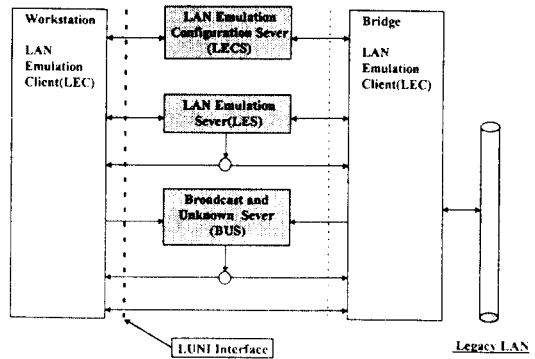 Workstation
LAN
Emulation
Client(LEC)
LAN Emulation
Configuration Sever
(LECS)
Bridge
LAN
Emulation
Client(LEC)
LAN Emulation
Sever(LES)
Broadcast and
Unknown Sever
(BUS)
LUNI Interface
Legacy LAN